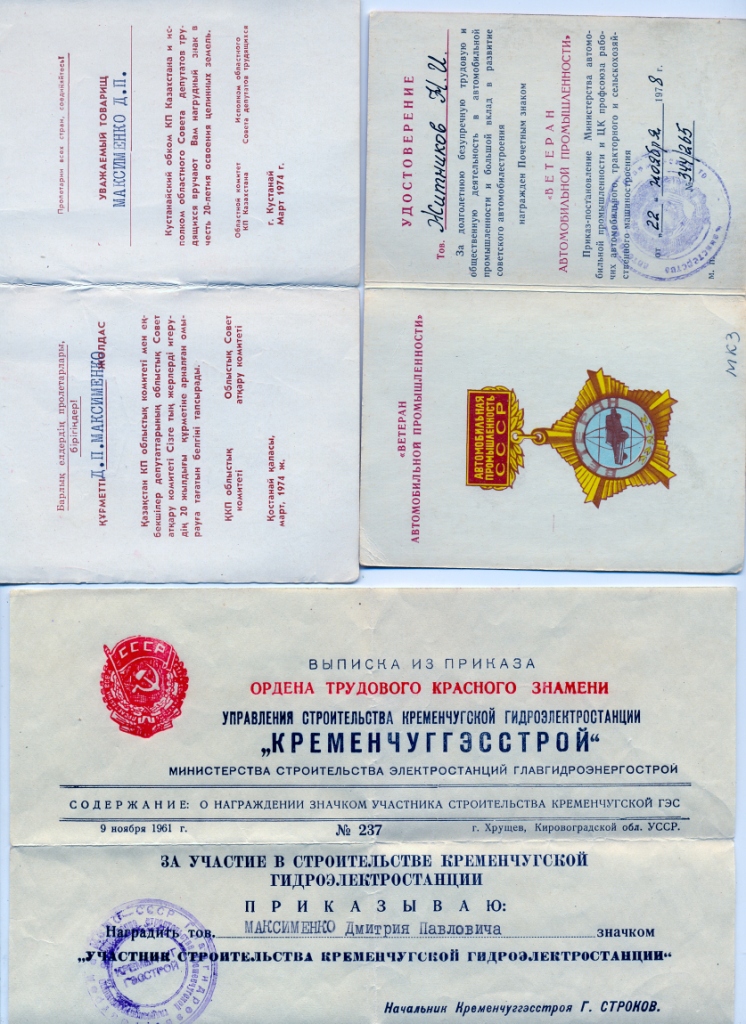 Пролетарии всех стран, соединяйтесь!
УВАЖАЕМЫЙ ТОВАРИЩ
МАКСИМЕНКО Д.П.
Кустанайский обком КП Казахстана и ис-
полком областного Совета депутатов тру-
дящихся вручают Вам нагрудный знак в
честь 20-летия освоения целинных земель.
Областной комитет
КП Казахстана
Исполком областного
Совета депутатов трудящихся
г. Кустанай
Март 1974 г.
Барлық елдердің пролетарлары,
бірігіңдер!
ҚҰРМЕТТІ Д.П.МАКСИМЕНКО ЖОЛДАС
Қазақстан КП облыстық комитеті мен ең-
бекшілер депутаттарының облыстық Совет
атқару комитеті Сізге тың жерлерді игеру-
дің 20 жылдығы құрметіне арналған омы-
рауға тағатын белгіні тапсырады.
ҚКП облыстық
комитеті
Облыстық Совет
атқару комитеті
Қостанай қаласы,
март, 1974 ж.
УДОСТОВЕРЕНИЕ
Тов. Житников Н. И.
За долголетнюю безупречную трудовую и
общественную деятельность в автомобильной
промышленности и большой вклад в развитие
советского автомобилестроения
награжден Почетным знаком
«ВЕТЕРАН
АВТОМОБИЛЬНОЙ ПРОМЫШЛЕННОСТИ»
Приказ-постановление Министерства автомо-
бильной промышленности и ЦК профсоюза рабо-
чих автомобильного, тракторного и сельскохозяй-
ственного машиностроения
от „22" ноября 1978 г.
№ 344/265
М. П.
«ВЕТЕРАН
АВТОМОБИЛЬНОЙ ПРОМЫШЛЕННОСТИ»
АВТОМОБИЛЬНАЯ
ПРОМЫШЛЕННОСТЬ
СССР
ВЕТЕРАН
МКЗ
СССР
ВЫПИСКА ИЗ ПРИКАЗА
ОРДЕНА ТРУДОВОГО КРАСНОГО ЗНАМЕНИ
УПРАВЛЕНИЯ СТРОИТЕЛЬСТВА КРЕМЕНЧУГСКОЙ ГИДРОЭЛЕКТРОСТАНЦИИ
„КРЕМЕНЧУГГЭССТРОЙ"
МИНИСТЕРСТВА СТРОИТЕЛЬСТВА ЭЛЕКТРОСТАНЦИЙ ГЛАВГИДРОЭНЕРГОСТРОЙ
СОДЕРЖАНИЕ: О НАГРАЖДЕНИИ ЗНАЧКОМ УЧАСТНИКА СТРОИТЕЛЬСТВА КРЕМЕНЧУГСКОЙ ГЭС
9 ноября 1961 г. № 237 г. Хрущев, Кировоградской обл. УССР.
ЗА УЧАСТИЕ В СТРОИТЕЛЬСТВЕ КРЕМЕНЧУГСКОЙ
ГИДРОЭЛЕКТРОСТАНЦИИ
ПРИКАЗЫВАЮ:
Наградить тов. МАКСИМЕНКО Дмитрия Павловича значком
"УЧАСТНИК СТРОИТЕЛЬСТВА КРЕМЕНЧУГСКОЙ ГИДРОЭЛЕКТРОСТАНЦИИ"
КРЕМЕНЧУГ
ГЭССТРОЙ
Начальник Кременчуггэсстроя Г. СТРОКОВ.